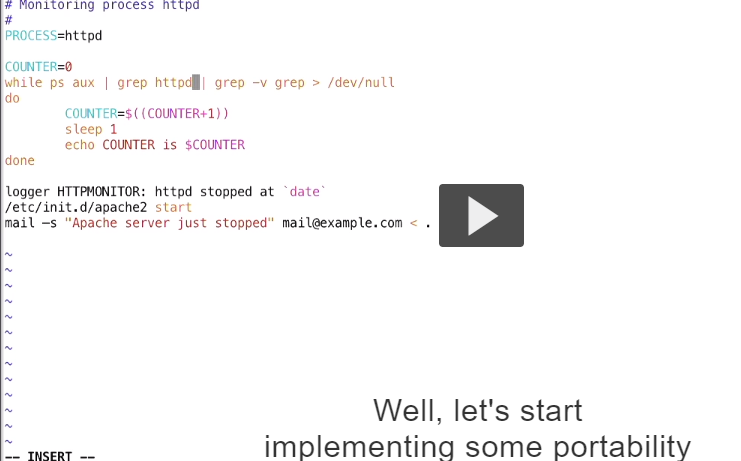 # Monitoring process httpd
#
PROCESS=httpd
COUNTER=0
while ps aux | grep httpd | grep -v grep > /dev/null
do
COUNTER=$((COUNTER+1))
sleep 1
echo COUNTER is $COUNTER
done
logger HTTPMONITOR: httpd stopped at `date`
/etc/init.d/apache2 start
mail -s "Apache server just stopped" mail@example.com < .
~
~
~
~
~
~
~
~
~
~
~
~
~
Well, let's start
implementing some portability
-- INSERT --